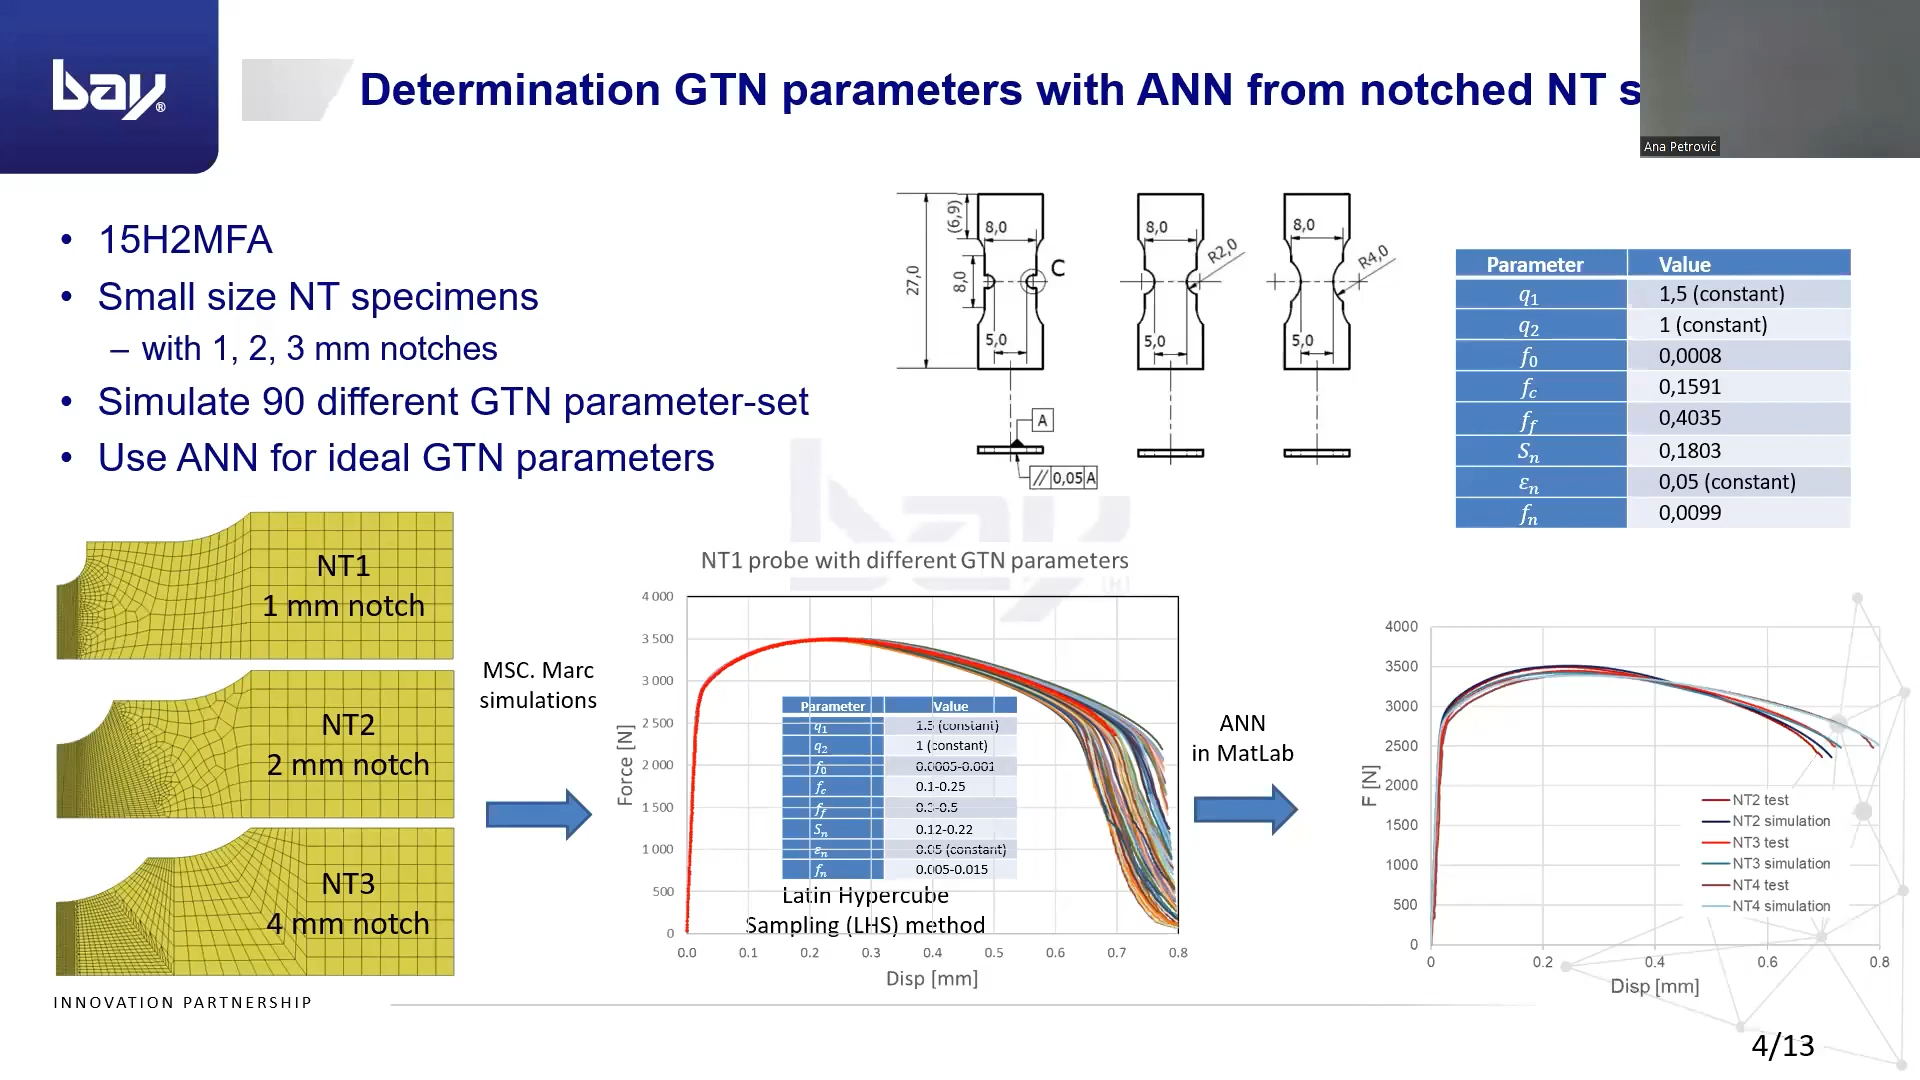 bay®
Determination GTN parameters with ANN from notched NT s
Ana Petrović
• 15H2MFA
• Small size NT specimens
– with 1, 2, 3 mm notches
• Simulate 90 different GTN parameter-set
• Use ANN for ideal GTN parameters
(6,9)
8,0
27,0
8,0
C
5,0
A
// 0,05 A
8,0
R2,0
5,0
8,0
R4,0
5,0
Parameter Value
q1 1,5 (constant)
q2 1 (constant)
f0 0,0008
fc 0,1591
ff 0,4035
Sn 0,1803
εn 0,05 (constant)
fn 0,0099
NT1
1 mm notch
NT2
2 mm notch
NT3
4 mm notch
MSC. Marc
simulations
NT1 probe with different GTN parameters
4 000
3 500
3 000
2 500
2 000
1 500
1 000
500
0
Force [N]
Parameter Value
q1 1.5 (constant)
q2 1 (constant)
f0 0.0005-0.001
fc 0.1-0.25
ff 0.3-0.5
Sn 0.12-0.22
εn 0.05 (constant)
fn 0.005-0.015
Latin Hypercube
Sampling (LHS) method
0.0 0.1 0.2 0.3 0.4 0.5 0.6 0.7 0.8
Disp [mm]
ANN
in MatLab
4000
3500
3000
2500
2000
1500
1000
500
0
F [N]
NT2 test
NT2 simulation
NT3 test
NT3 simulation
NT4 test
NT4 simulation
0 0.2 0.4 0.6 0.8
Disp [mm]
INNOVATION PARTNERSHIP
4/13